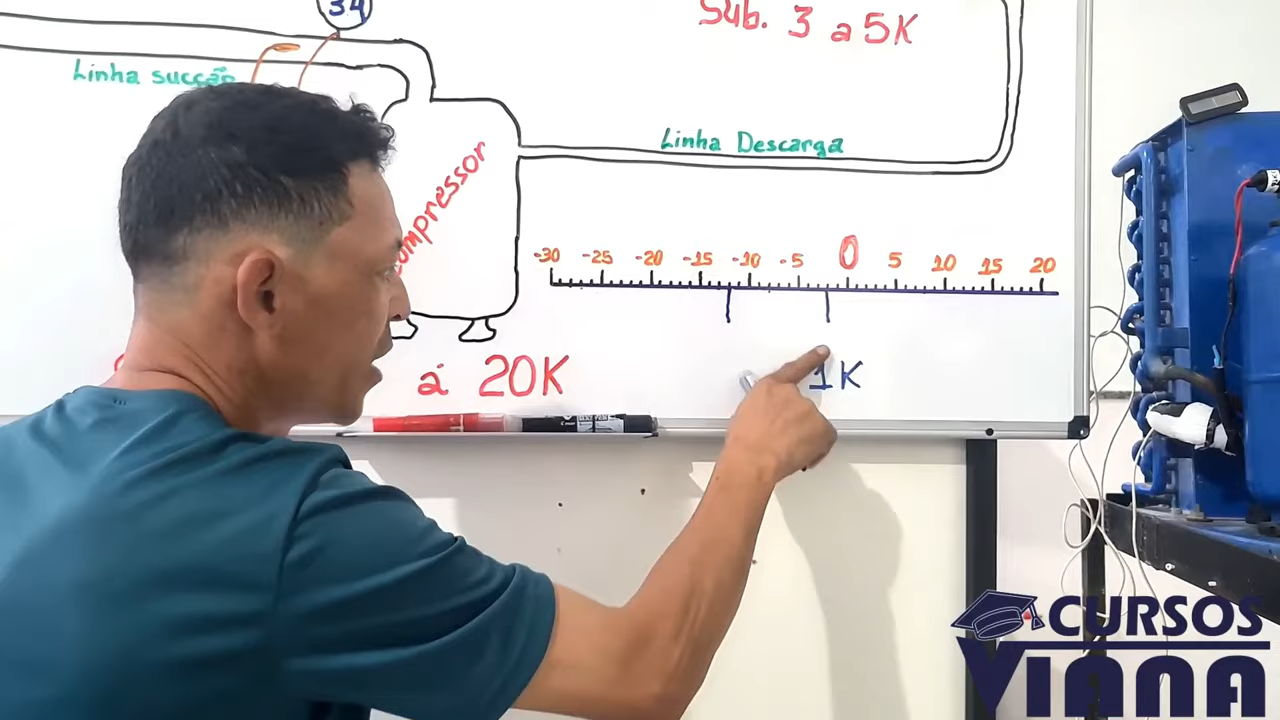 34
Sub. 3 a 5K
Linha sucção
Linha Descarga
compressor
-30 -25 -20 -15 -10 -5 0 5 10 15 20
à 20K
1K
CURSOS
VIANA